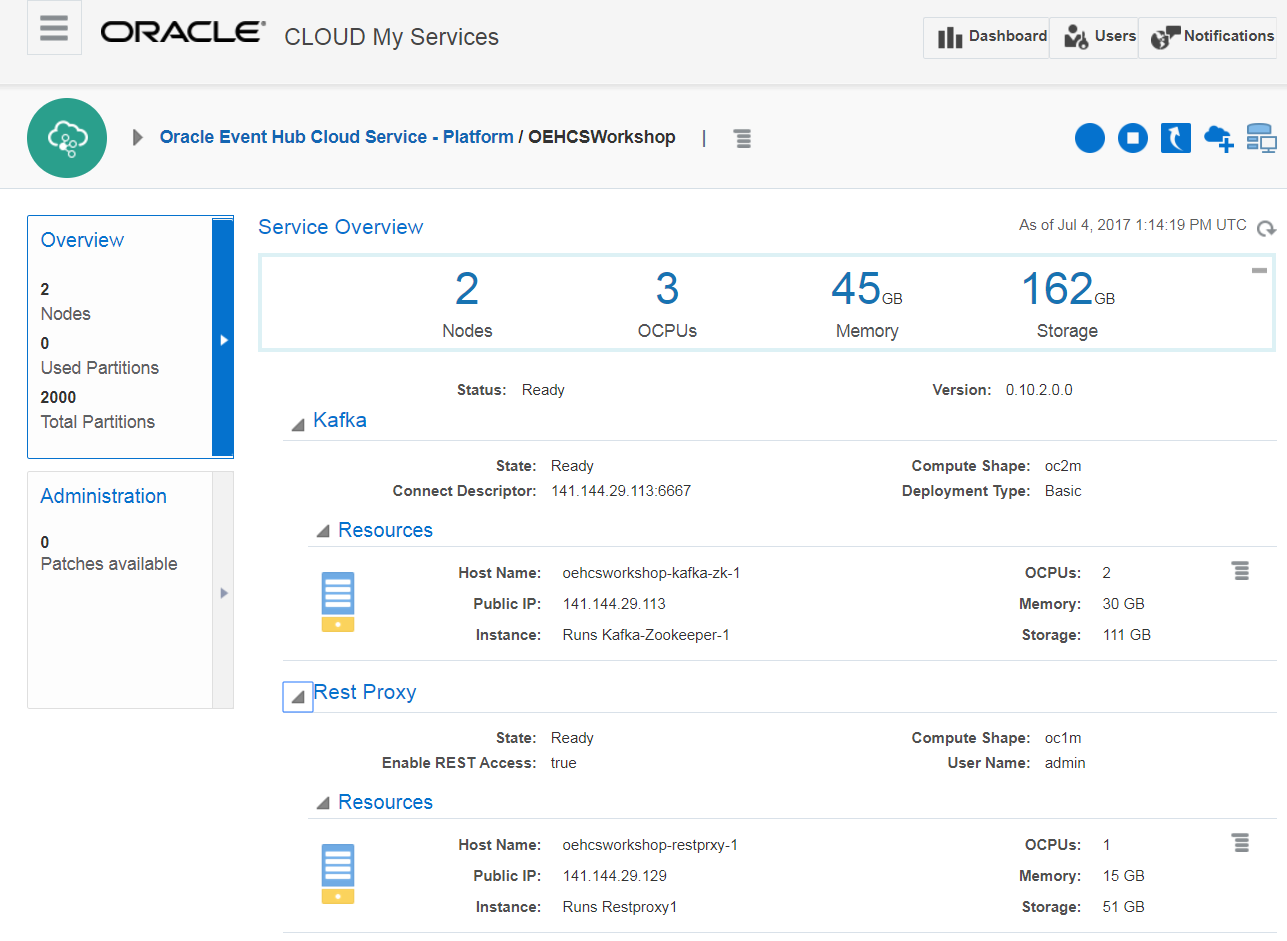 ORACLE® CLOUD My Services
Dashboard
Users
Notifications
Oracle Event Hub Cloud Service - Platform / OEHCSWorkshop |
Overview
2
Nodes
0
Used Partitions
2000
Total Partitions
Administration
0
Patches available
Service Overview
As of Jul 4, 2017 1:14:19 PM UTC
2
Nodes
3
OCPUs
45 GB
Memory
162 GB
Storage
Status: Ready
Version: 0.10.2.0.0
Kafka
State: Ready
Compute Shape: oc2m
Connect Descriptor: 141.144.29.113:6667
Deployment Type: Basic
Resources
Host Name: oehcsworkshop-kafka-zk-1
OCPUs: 2
Public IP: 141.144.29.113
Memory: 30 GB
Instance: Runs Kafka-Zookeeper-1
Storage: 111 GB
Rest Proxy
State: Ready
Compute Shape: oc1m
Enable REST Access: true
User Name: admin
Resources
Host Name: oehcsworkshop-restprxy-1
OCPUs: 1
Public IP: 141.144.29.129
Memory: 15 GB
Instance: Runs Restproxy1
Storage: 51 GB